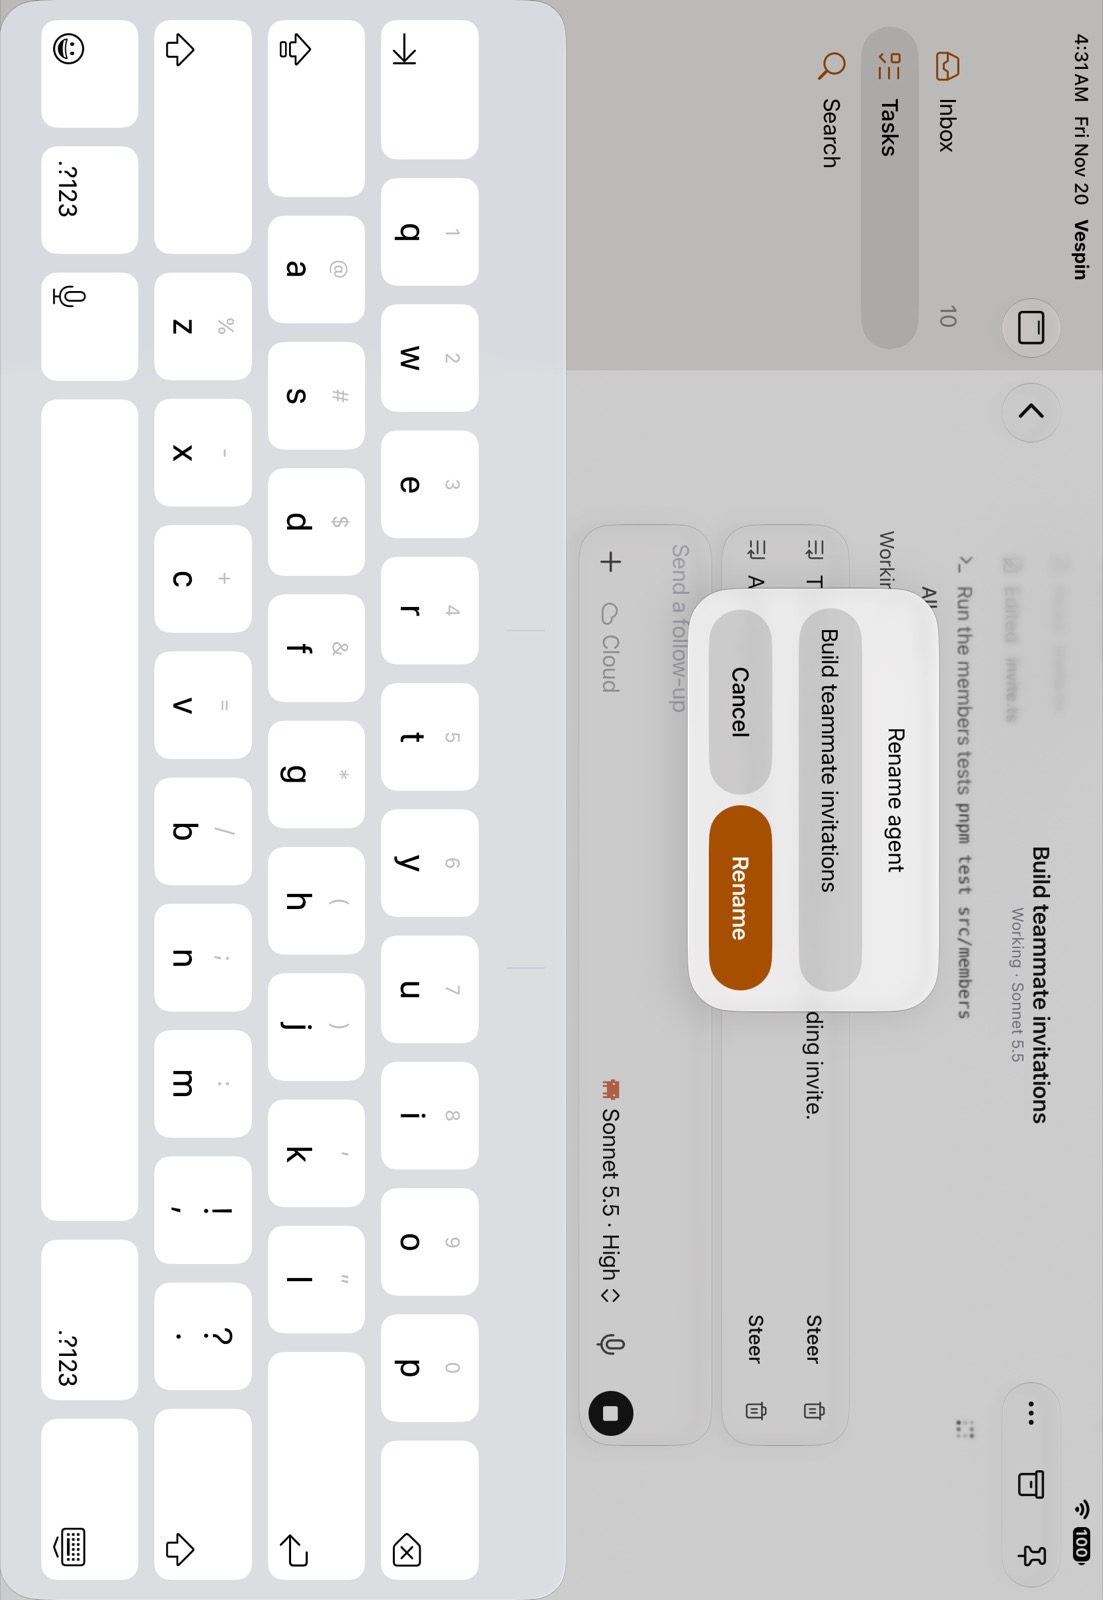 4:31 AM Fri Nov 20 Vespin
100
Inbox 10
Tasks
Search
Build teammate invitations
Working · Sonnet 5.5
Edited invite.ts
>_ Run the members tests pnpm test src/members
Rename agent
Build teammate invitations
ding invite.
Steer
Steer
Cancel
Rename
Send a follow-up
Cloud
Sonnet 5.5 · High
1 2 3 4 5 6 7 8 9 0
q w e r t y u i o p
@ # $ & * ( ) ' "
a s d f g h j k l
% - + = / ; : ! ?
z x c v b n m , .
.?123 .?123